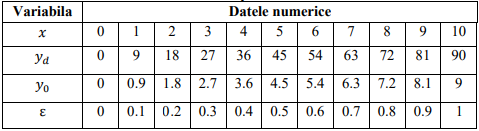 Variabila Datele numerice
x 0 1 2 3 4 5 6 7 8 9 10
y_d 0 9 18 27 36 45 54 63 72 81 90
y_0 0 0.9 1.8 2.7 3.6 4.5 5.4 6.3 7.2 8.1 9
ε 0 0.1 0.2 0.3 0.4 0.5 0.6 0.7 0.8 0.9 1